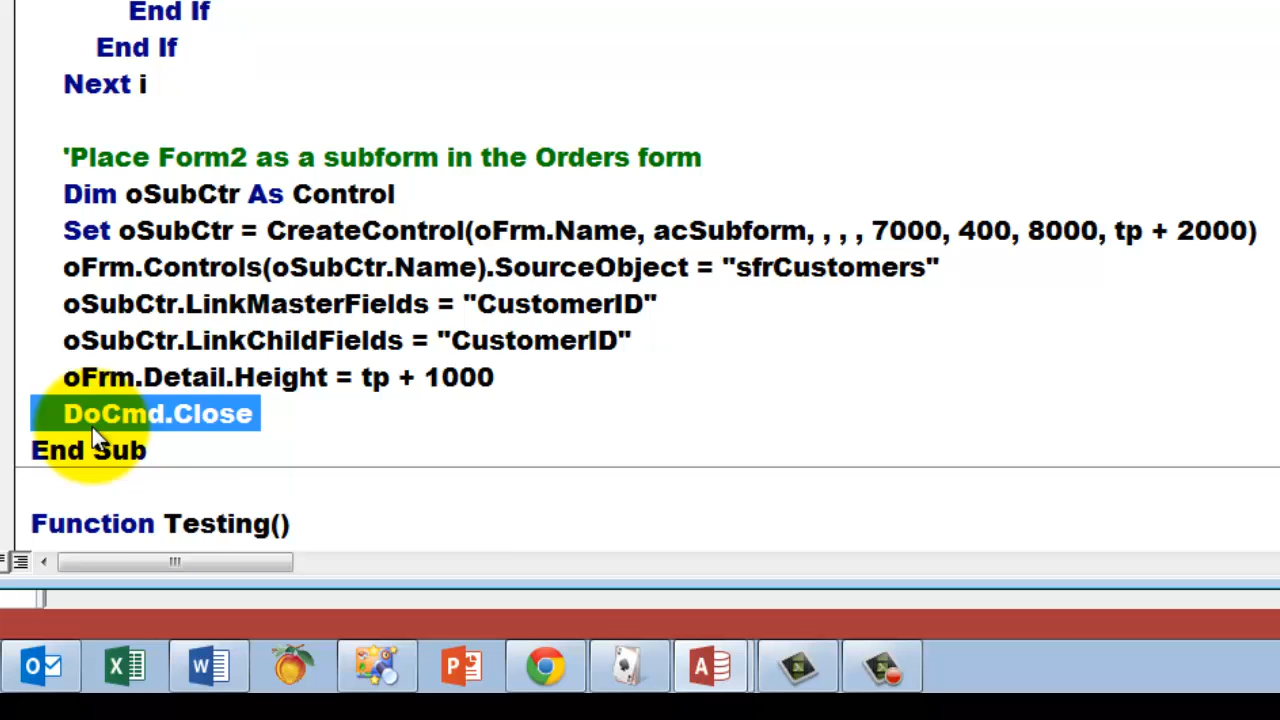 End If
End If
Next i
'Place Form2 as a subform in the Orders form
Dim oSubCtr As Control
Set oSubCtr = CreateControl(oFrm.Name, acSubform, , , , 7000, 400, 8000, tp + 2000)
oFrm.Controls(oSubCtr.Name).SourceObject = "sfrCustomers"
oSubCtr.LinkMasterFields = "CustomerID"
oSubCtr.LinkChildFields = "CustomerID"
oFrm.Detail.Height = tp + 1000
DoCmd.Close
End Sub
Function Testing()